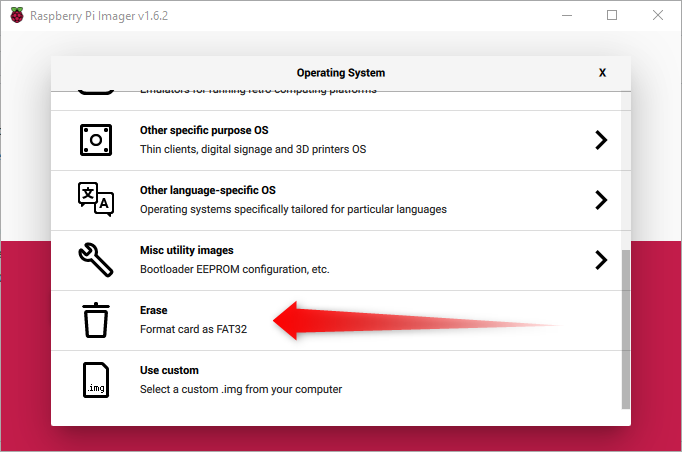 Raspberry Pi Imager v1.6.2
Operating System
X
Emulators for running retro computing platforms
Other specific purpose OS
Thin clients, digital signage and 3D printers OS
Other language-specific OS
Operating systems specifically tailored for particular languages
Misc utility images
Bootloader EEPROM configuration, etc.
Erase
Format card as FAT32
Use custom
Select a custom .img from your computer
文
A
.img